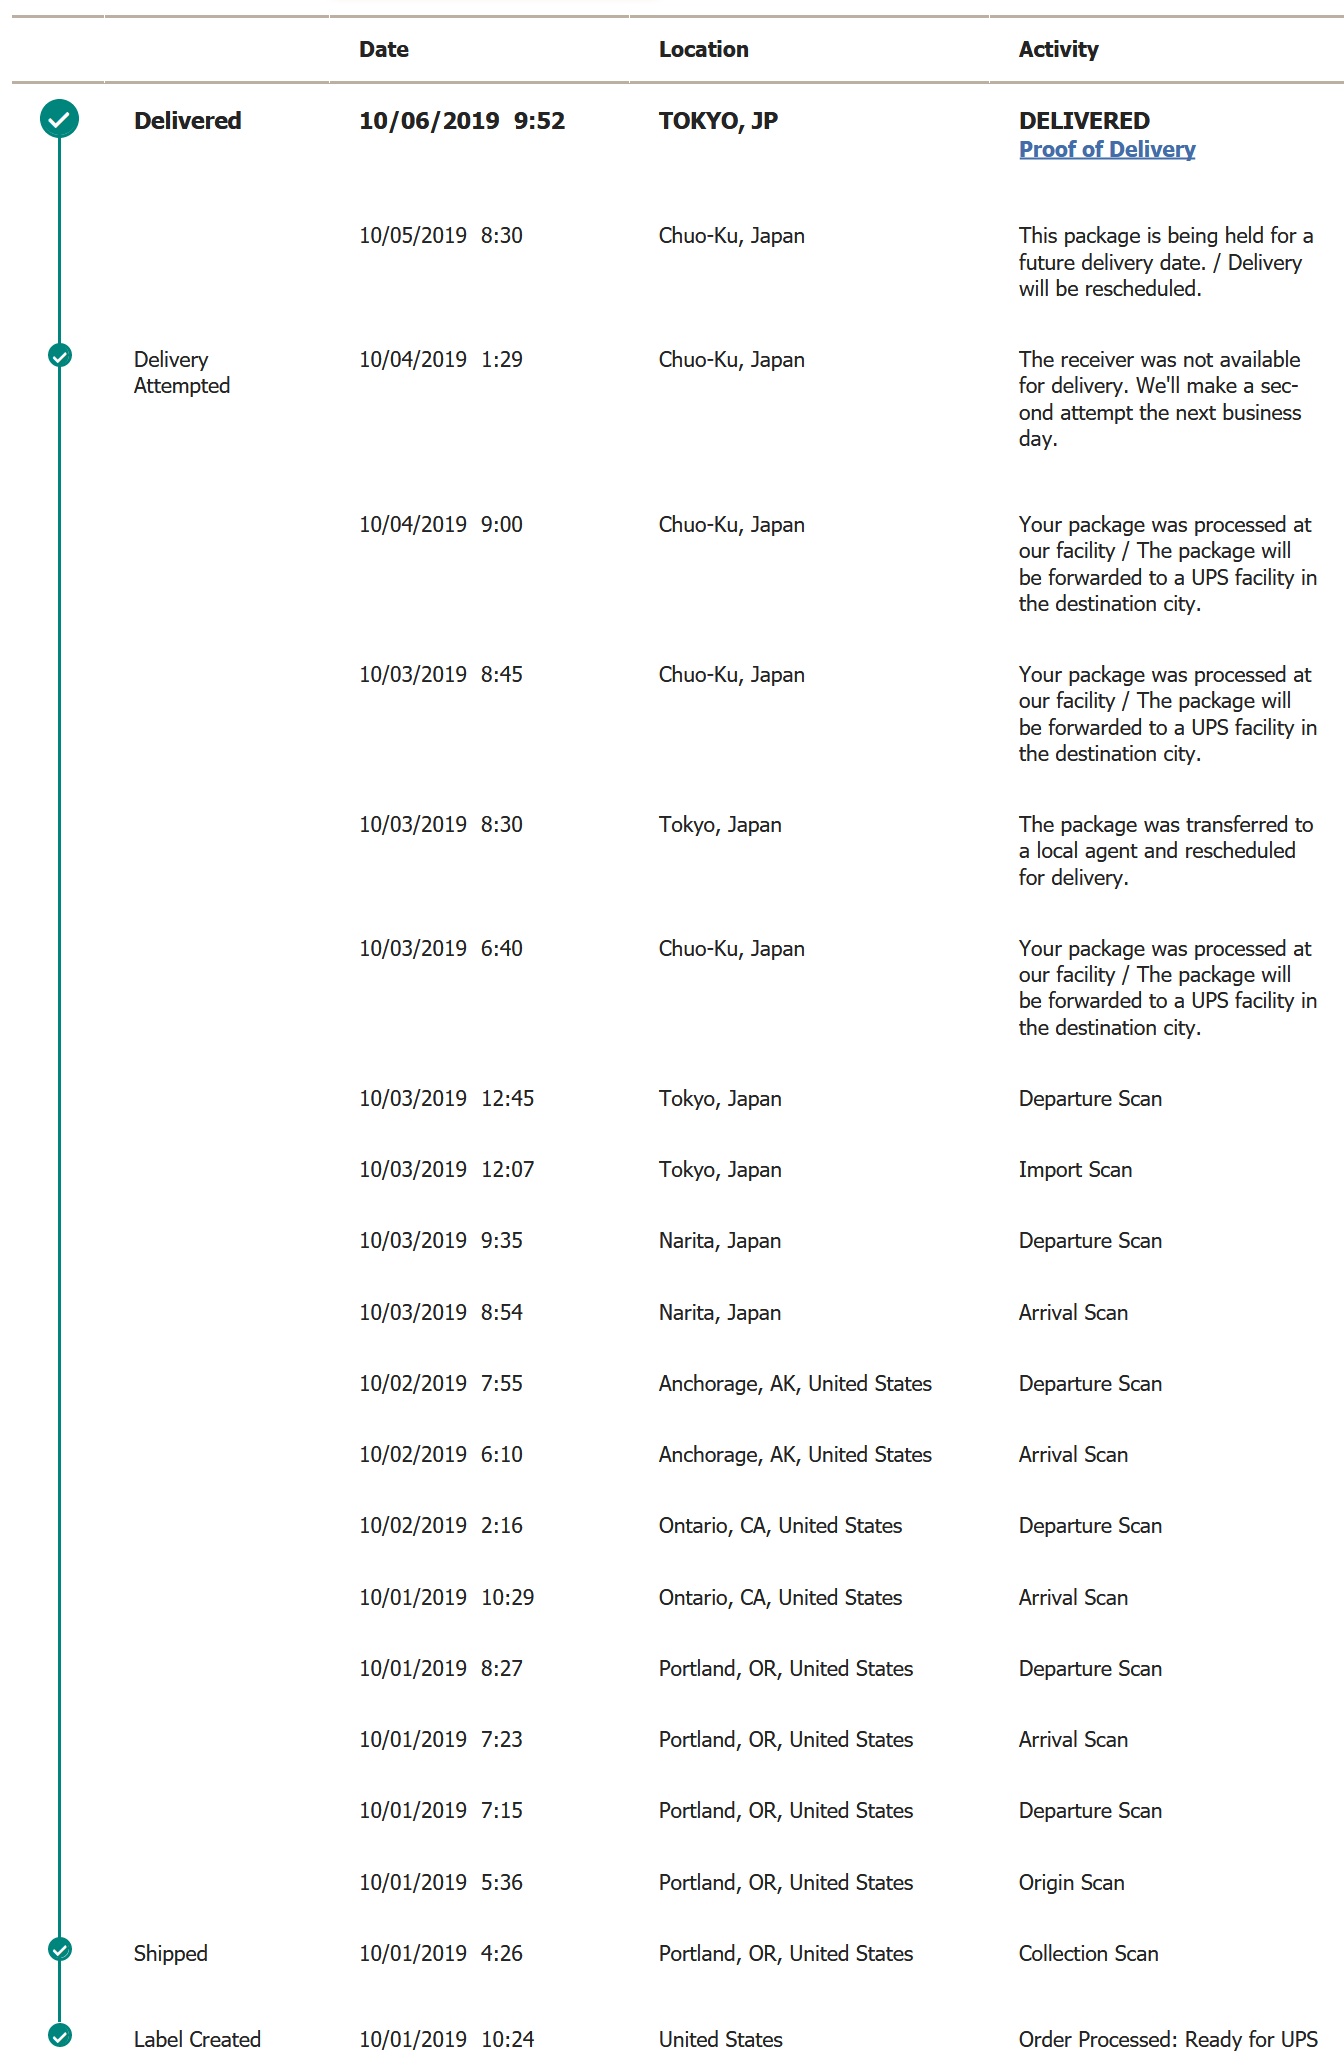 Date Location Activity
Delivered 10/06/2019 9:52 TOKYO, JP DELIVERED
Proof of Delivery
10/05/2019 8:30 Chuo-Ku, Japan This package is being held for a
future delivery date. / Delivery
will be rescheduled.
Delivery 10/04/2019 1:29 Chuo-Ku, Japan The receiver was not available
Attempted for delivery. We'll make a sec-
ond attempt the next business
day.
10/04/2019 9:00 Chuo-Ku, Japan Your package was processed at
our facility / The package will
be forwarded to a UPS facility in
the destination city.
10/03/2019 8:45 Chuo-Ku, Japan Your package was processed at
our facility / The package will
be forwarded to a UPS facility in
the destination city.
10/03/2019 8:30 Tokyo, Japan The package was transferred to
a local agent and rescheduled
for delivery.
10/03/2019 6:40 Chuo-Ku, Japan Your package was processed at
our facility / The package will
be forwarded to a UPS facility in
the destination city.
10/03/2019 12:45 Tokyo, Japan Departure Scan
10/03/2019 12:07 Tokyo, Japan Import Scan
10/03/2019 9:35 Narita, Japan Departure Scan
10/03/2019 8:54 Narita, Japan Arrival Scan
10/02/2019 7:55 Anchorage, AK, United States Departure Scan
10/02/2019 6:10 Anchorage, AK, United States Arrival Scan
10/02/2019 2:16 Ontario, CA, United States Departure Scan
10/01/2019 10:29 Ontario, CA, United States Arrival Scan
10/01/2019 8:27 Portland, OR, United States Departure Scan
10/01/2019 7:23 Portland, OR, United States Arrival Scan
10/01/2019 7:15 Portland, OR, United States Departure Scan
10/01/2019 5:36 Portland, OR, United States Origin Scan
Shipped 10/01/2019 4:26 Portland, OR, United States Collection Scan
Label Created 10/01/2019 10:24 United States Order Processed: Ready for UPS